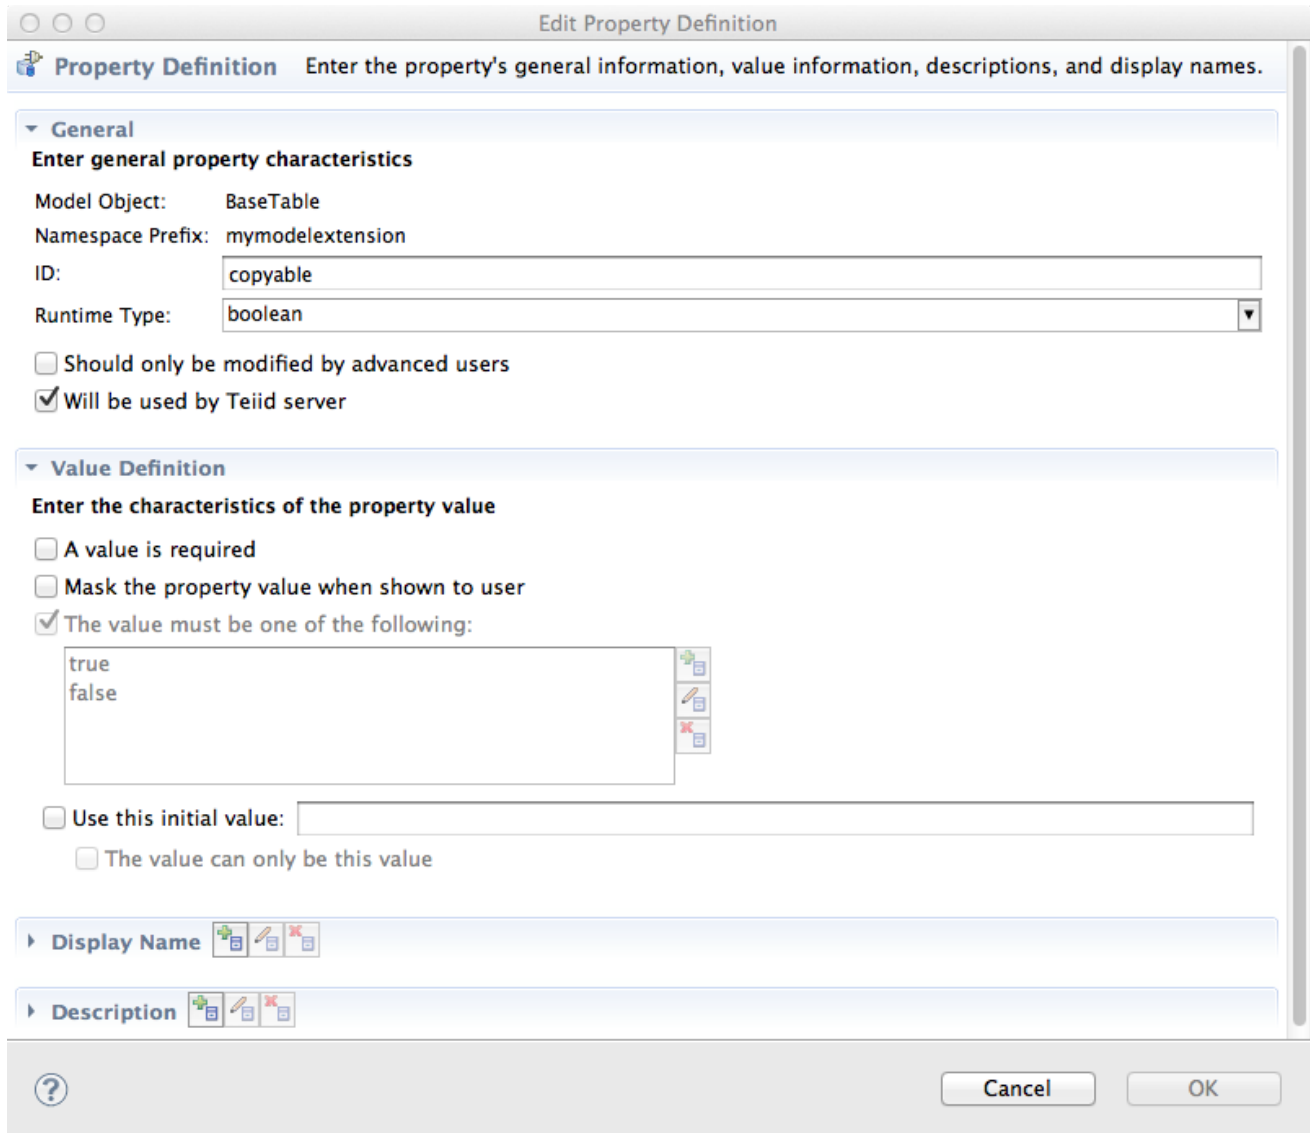 Edit Property Definition
Property Definition Enter the property's general information, value information, descriptions, and display names.
General
Enter general property characteristics
Model Object: BaseTable
Namespace Prefix: mymodelextension
ID: copyable
Runtime Type: boolean
Should only be modified by advanced users
Will be used by Teiid server
Value Definition
Enter the characteristics of the property value
A value is required
Mask the property value when shown to user
The value must be one of the following:
true
false
Use this initial value:
The value can only be this value
Display Name
Description
? Cancel OK